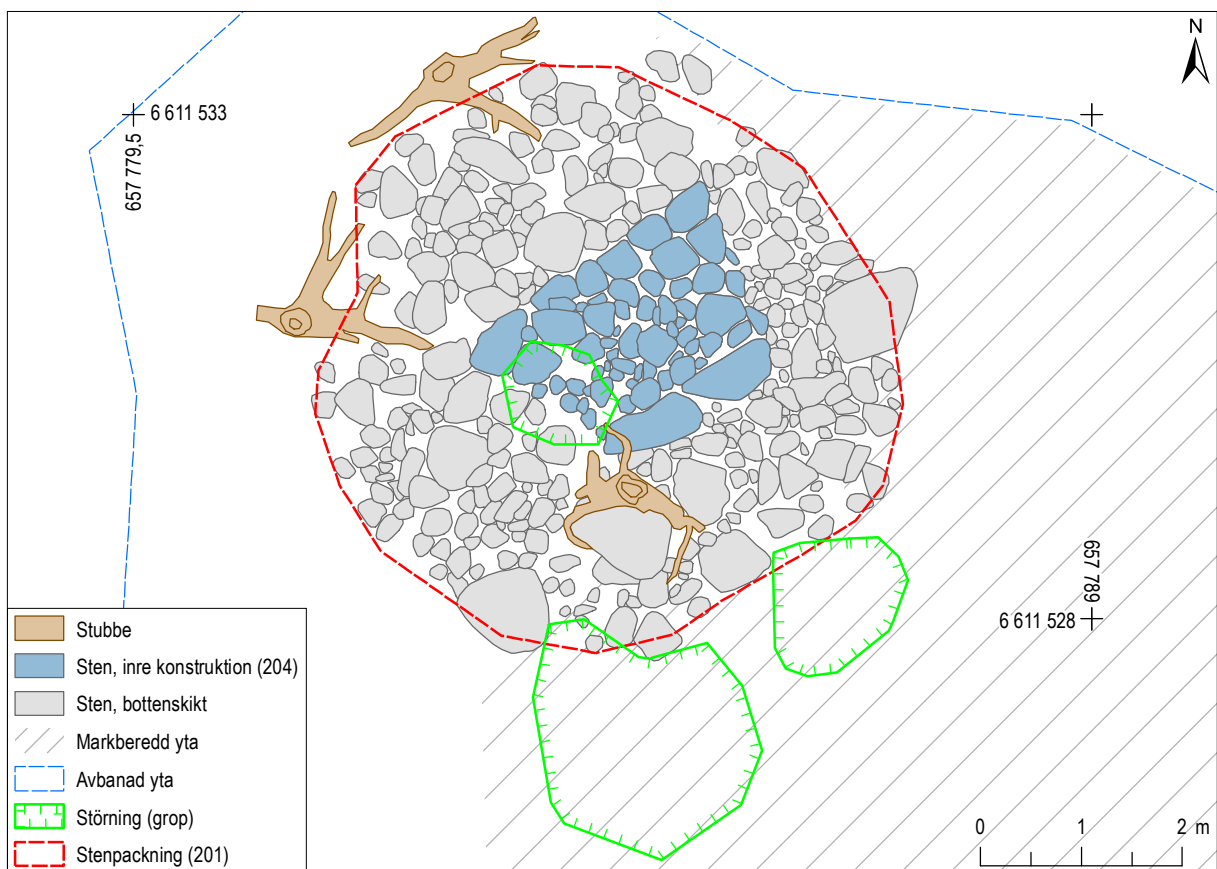 N
6 611 533
657 779,5
657 789
6 611 528
Stubbe
Sten, inre konstruktion (204)
Sten, bottenskikt
Markberedd yta
Avbanad yta
Störning (grop)
Stenpackning (201)
0 1 2 m